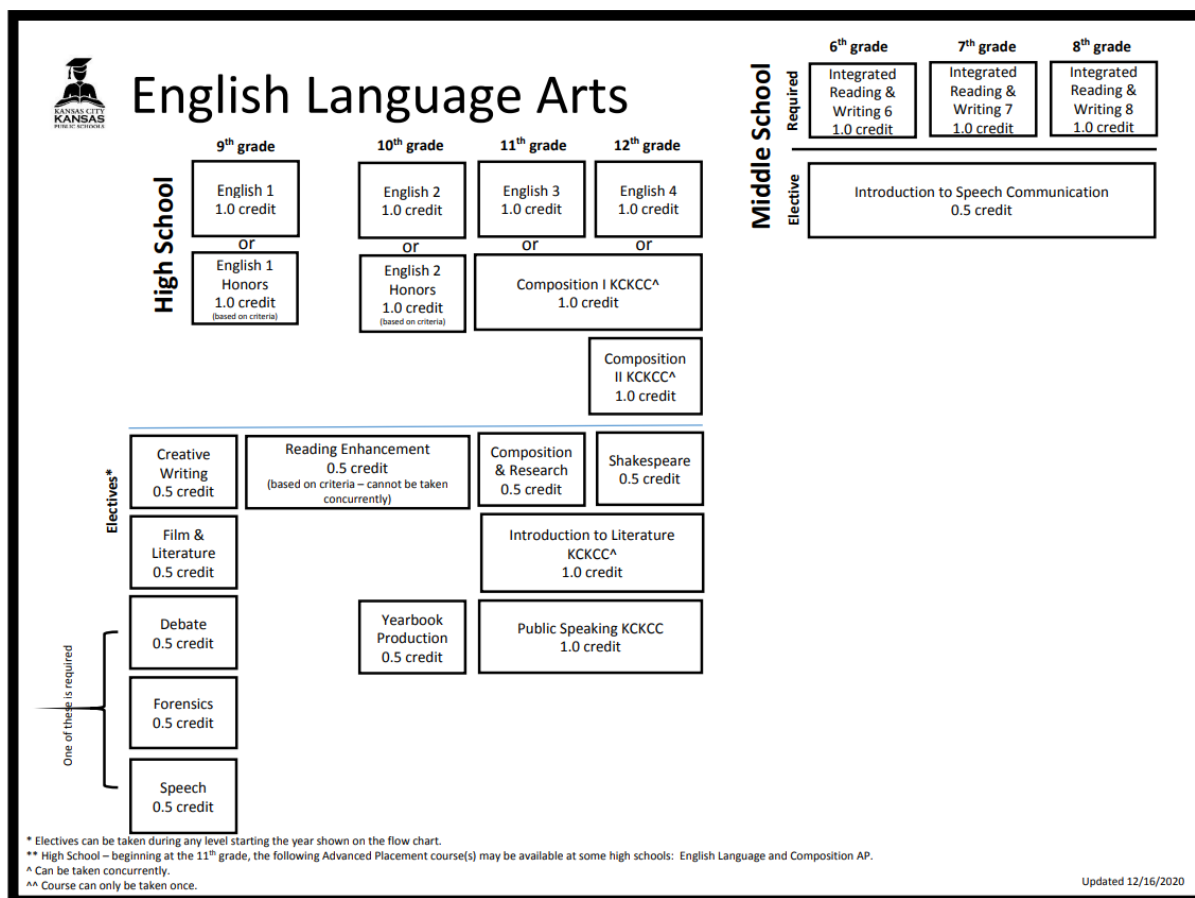 KANSAS CITY
KANSAS
PUBLIC SCHOOLS
English Language Arts
High School
9th grade
10th grade
11th grade
12th grade
English 1
1.0 credit
English 2
1.0 credit
English 3
1.0 credit
English 4
1.0 credit
or
or
or
or
English 1
Honors
1.0 credit
(based on criteria)
English 2
Honors
1.0 credit
(based on criteria)
Composition I KCKCC^
1.0 credit
Composition
II KCKCC^
1.0 credit
Electives*
Creative
Writing
0.5 credit
Reading Enhancement
0.5 credit
(based on criteria – cannot be taken
concurrently)
Composition
& Research
0.5 credit
Shakespeare
0.5 credit
Film &
Literature
0.5 credit
Introduction to Literature
KCKCC^
1.0 credit
One of these is required
Debate
0.5 credit
Yearbook
Production
0.5 credit
Public Speaking KCKCC
1.0 credit
Forensics
0.5 credit
Speech
0.5 credit
Middle School
6th grade
7th grade
8th grade
Required
Integrated
Reading &
Writing 6
1.0 credit
Integrated
Reading &
Writing 7
1.0 credit
Integrated
Reading &
Writing 8
1.0 credit
Elective
Introduction to Speech Communication
0.5 credit
* Electives can be taken during any level starting the year shown on the flow chart.
** High School – beginning at the 11th grade, the following Advanced Placement course(s) may be available at some high schools: English Language and Composition AP.
^ Can be taken concurrently.
^^ Course can only be taken once.
Updated 12/16/2020